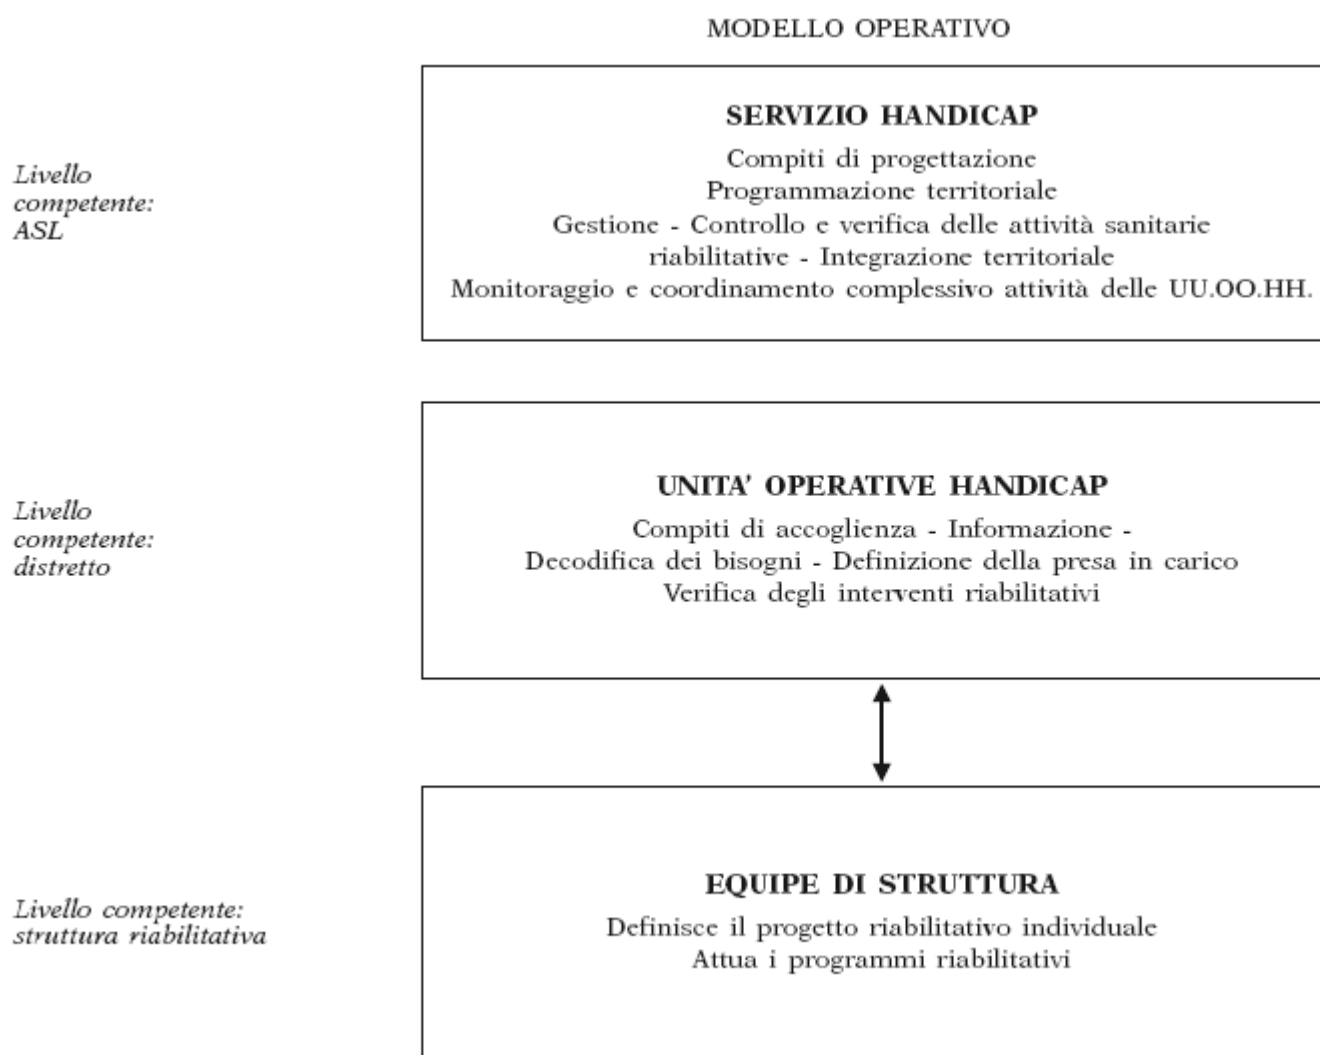 MODELLO OPERATIVO
SERVIZIO HANDICAP
Compiti di progettazione
Programmazione territoriale
Gestione - Controllo e verifica delle attività sanitarie
riabilitative - Integrazione territoriale
Monitoraggio e coordinamento complessivo attività delle UU.OO.HH.
Livello
competente:
ASL
UNITA’ OPERATIVE HANDICAP
Compiti di accoglienza - Informazione -
Decodifica dei bisogni - Definizione della presa in carico
Verifica degli interventi riabilitativi
Livello
competente:
distretto
EQUIPE DI STRUTTURA
Definisce il progetto riabilitativo individuale
Attua i programmi riabilitativi
Livello competente:
struttura riabilitativa